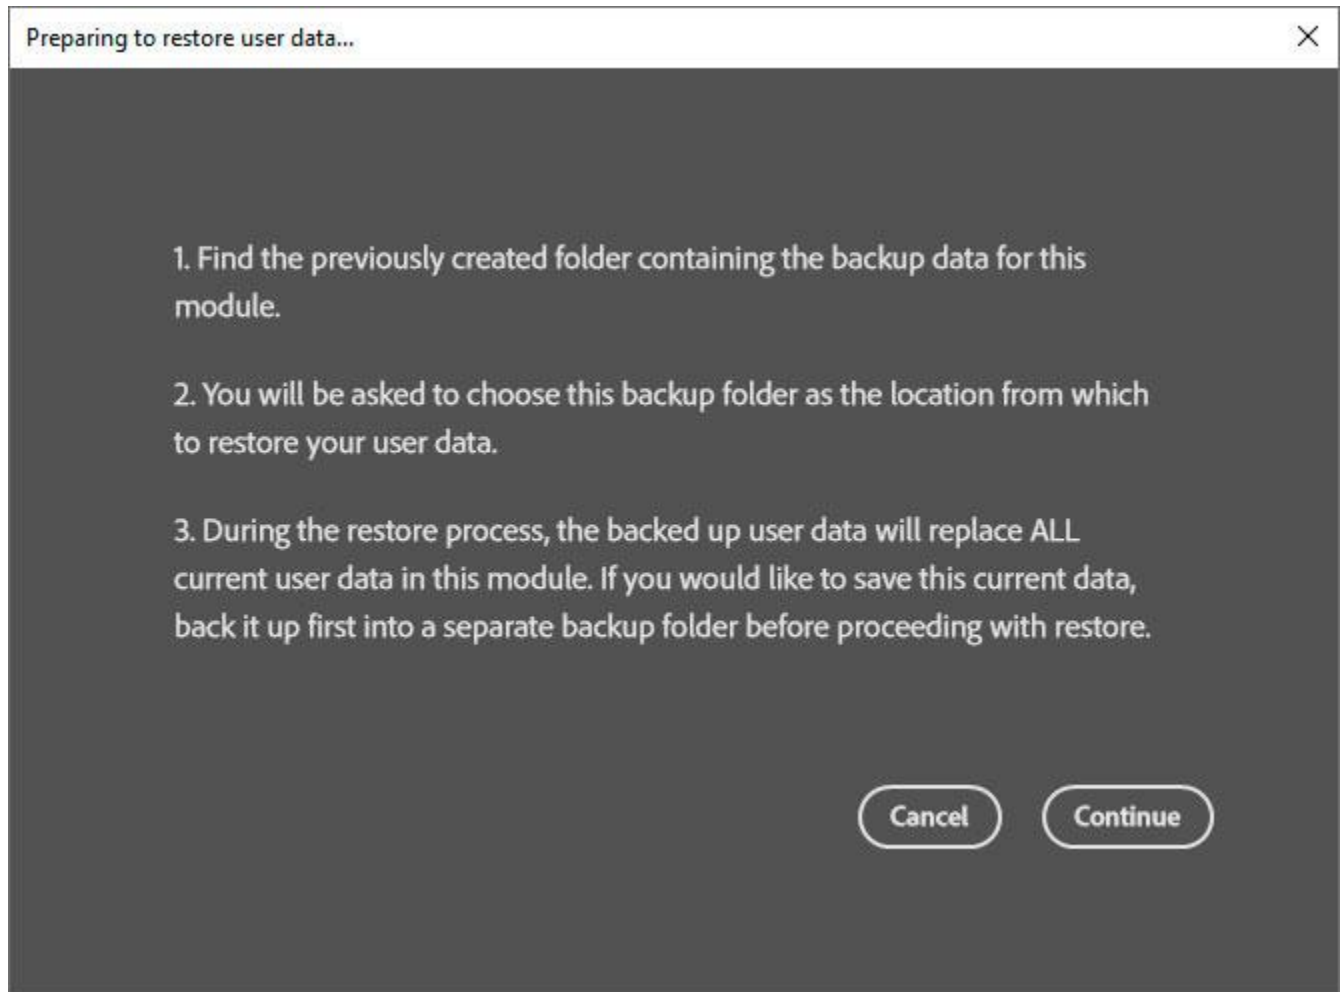 Preparing to restore user data...
1. Find the previously created folder containing the backup data for this
module.
2. You will be asked to choose this backup folder as the location from which
to restore your user data.
3. During the restore process, the backed up user data will replace ALL
current user data in this module. If you would like to save this current data,
back it up first into a separate backup folder before proceeding with restore.
Cancel Continue